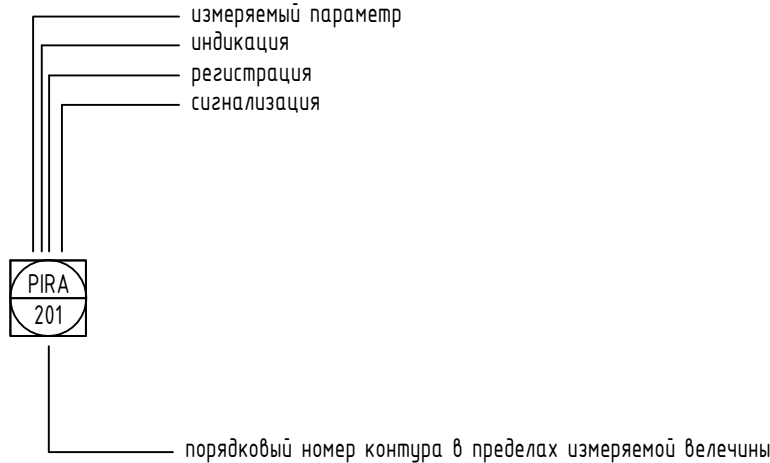 измеряемый параметр
индикация
регистрация
сигнализация
PIRA
201
порядковый номер контура в пределах измеряемой велечины